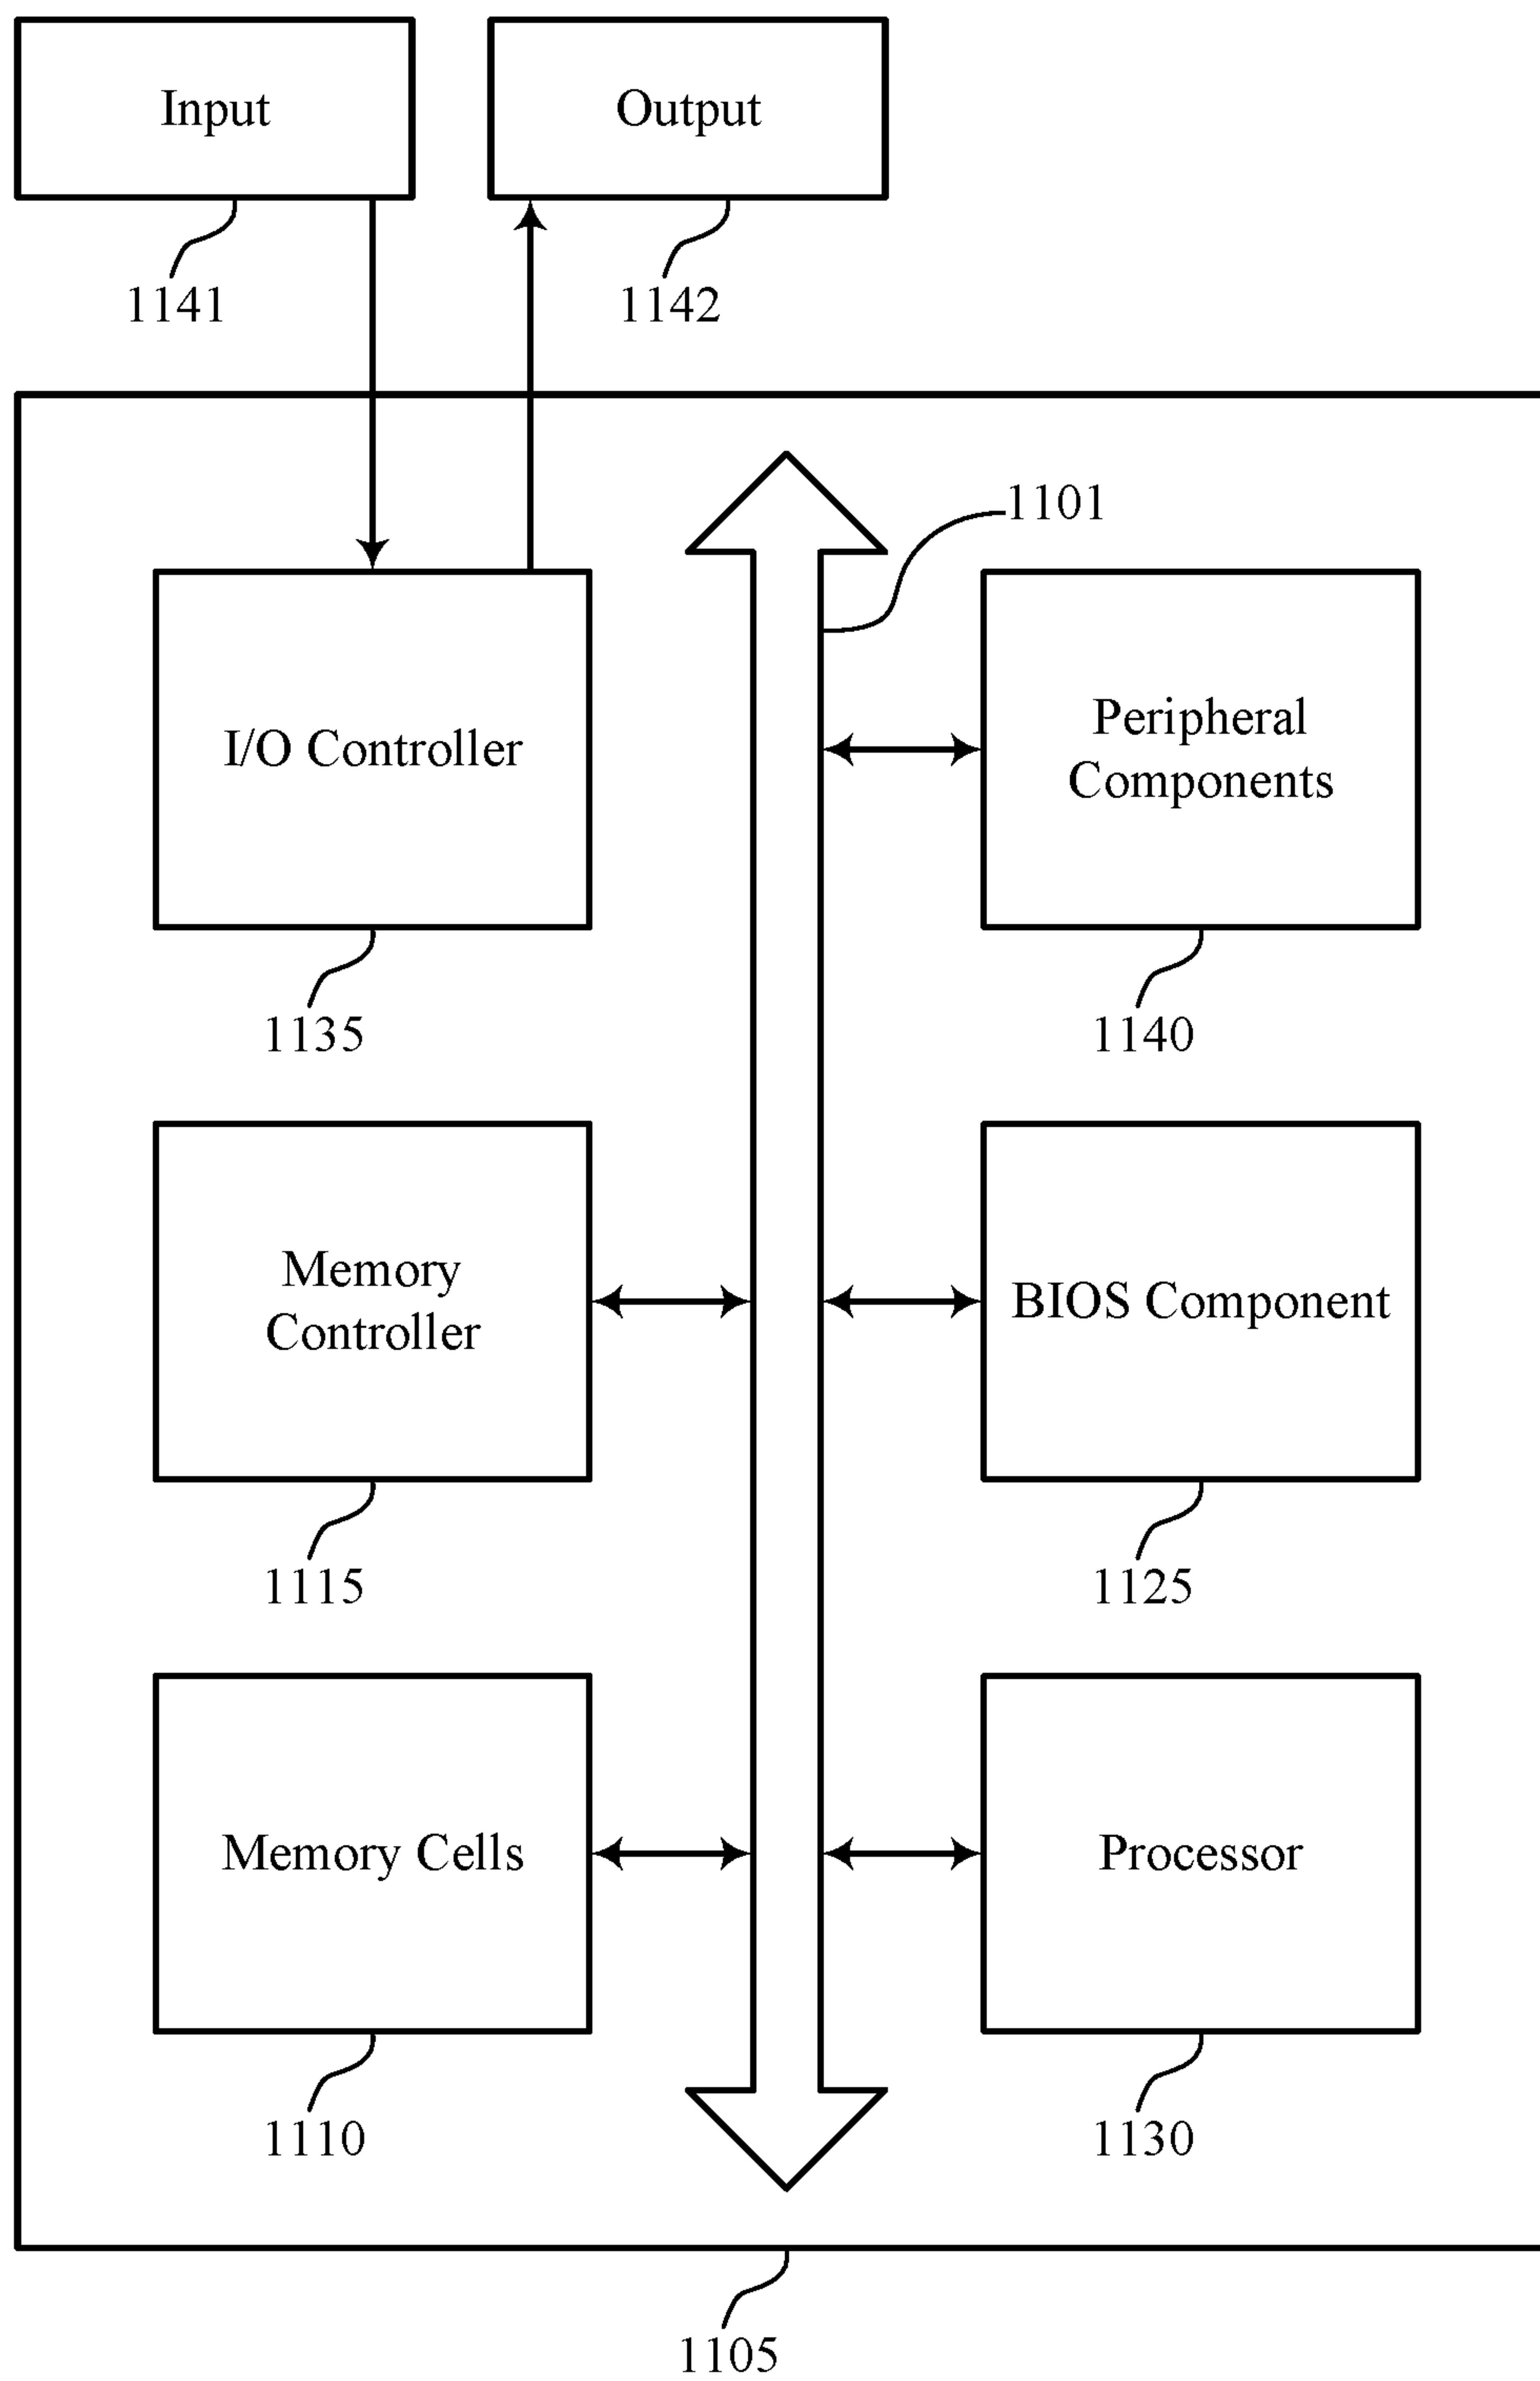 Input
Output
1141
1142
1101
I/O Controller
Peripheral
Components
1135
1140
Memory
Controller
BIOS Component
1115
1125
Memory Cells
Processor
1110
1130
1105